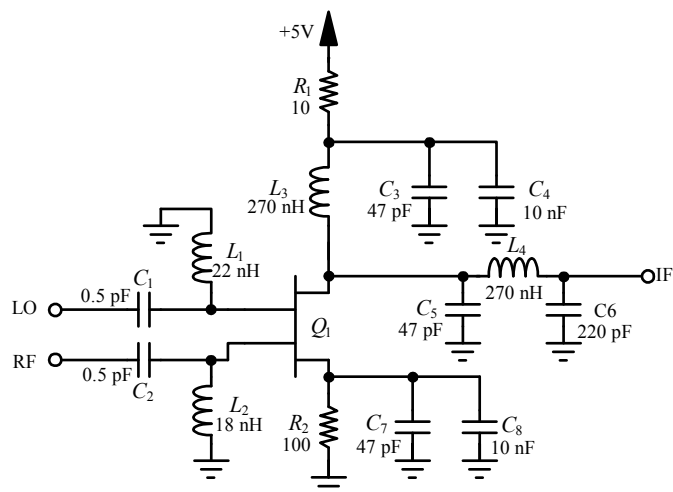 +5V
R1
10
L3
270 nH
C3
47 pF
C4
10 nF
L1
22 nH
L4
270 nH
C1
0.5 pF
LO
C5
47 pF
C6
220 pF
IF
Q1
RF
0.5 pF
C2
L2
18 nH
R2
100
C7
47 pF
C8
10 nF